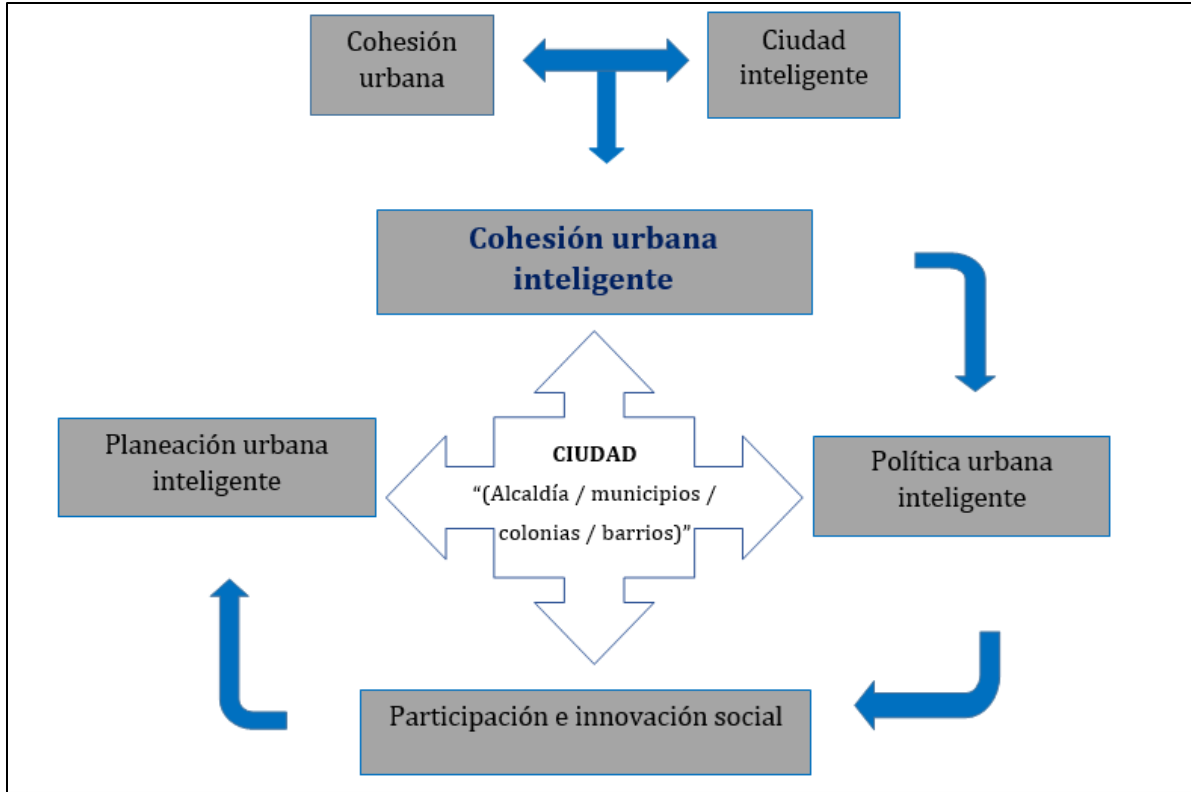 Cohesión
urbana
Ciudad
inteligente
Cohesión urbana
inteligente
Planeación urbana
inteligente
CIUDAD
“(Alcaldía / municipios /
colonias / barrios)”
Política urbana
inteligente
Participación e innovación social